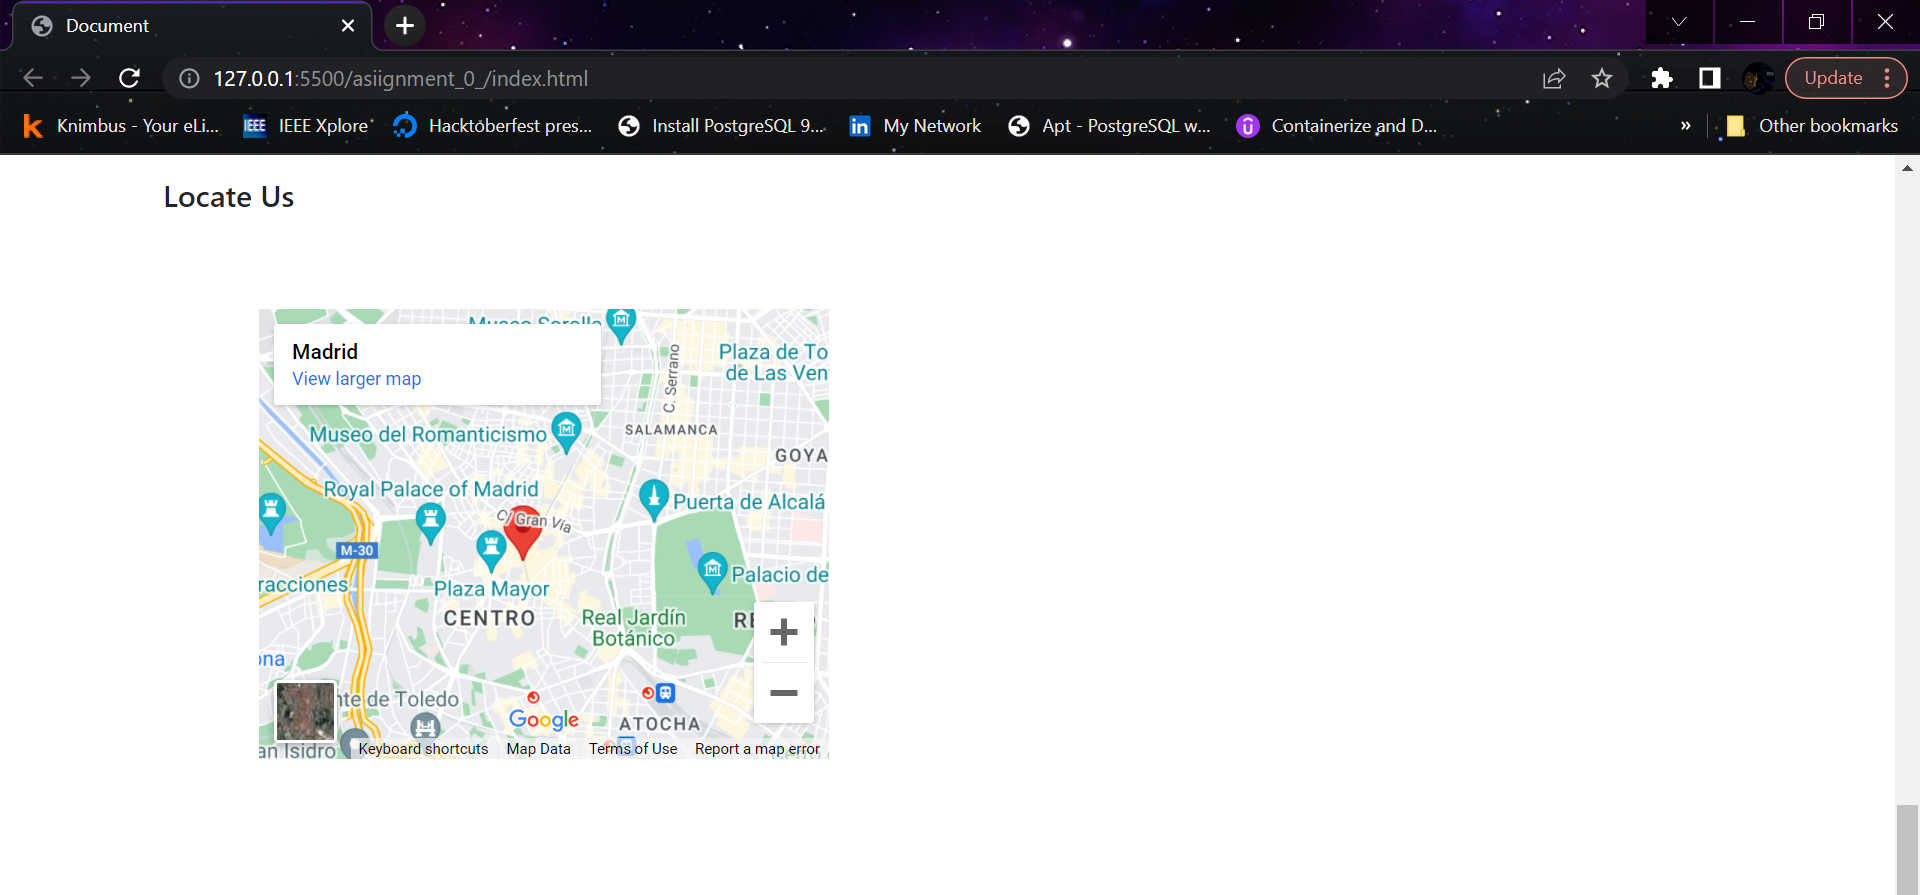 Document
127.0.0.1:5500/asiignment_0_/index.html
Update
Knimbus - Your eLi...
IEEE
IEEE Xplore
Hacktoberfest pres...
Install PostgreSQL 9...
in
My Network
Apt - PostgreSQL w...
Containerize and D...
»
Other bookmarks
Locate Us
Madrid
View larger map
C. Serrano
Plaza de To
de Las Ven
Museo del Romanticismo
SALAMANCA
GOYA
Royal Palace of Madrid
Puerta de Alcalá
C/ Gran Vía
M-30
Palacio de
racciones
Plaza Mayor
CENTRO
Real Jardín
Botánico
ona
nte de Toledo
Google
ATOCHA
an Isidro
Keyboard shortcuts
Map Data
Terms of Use
Report a map error